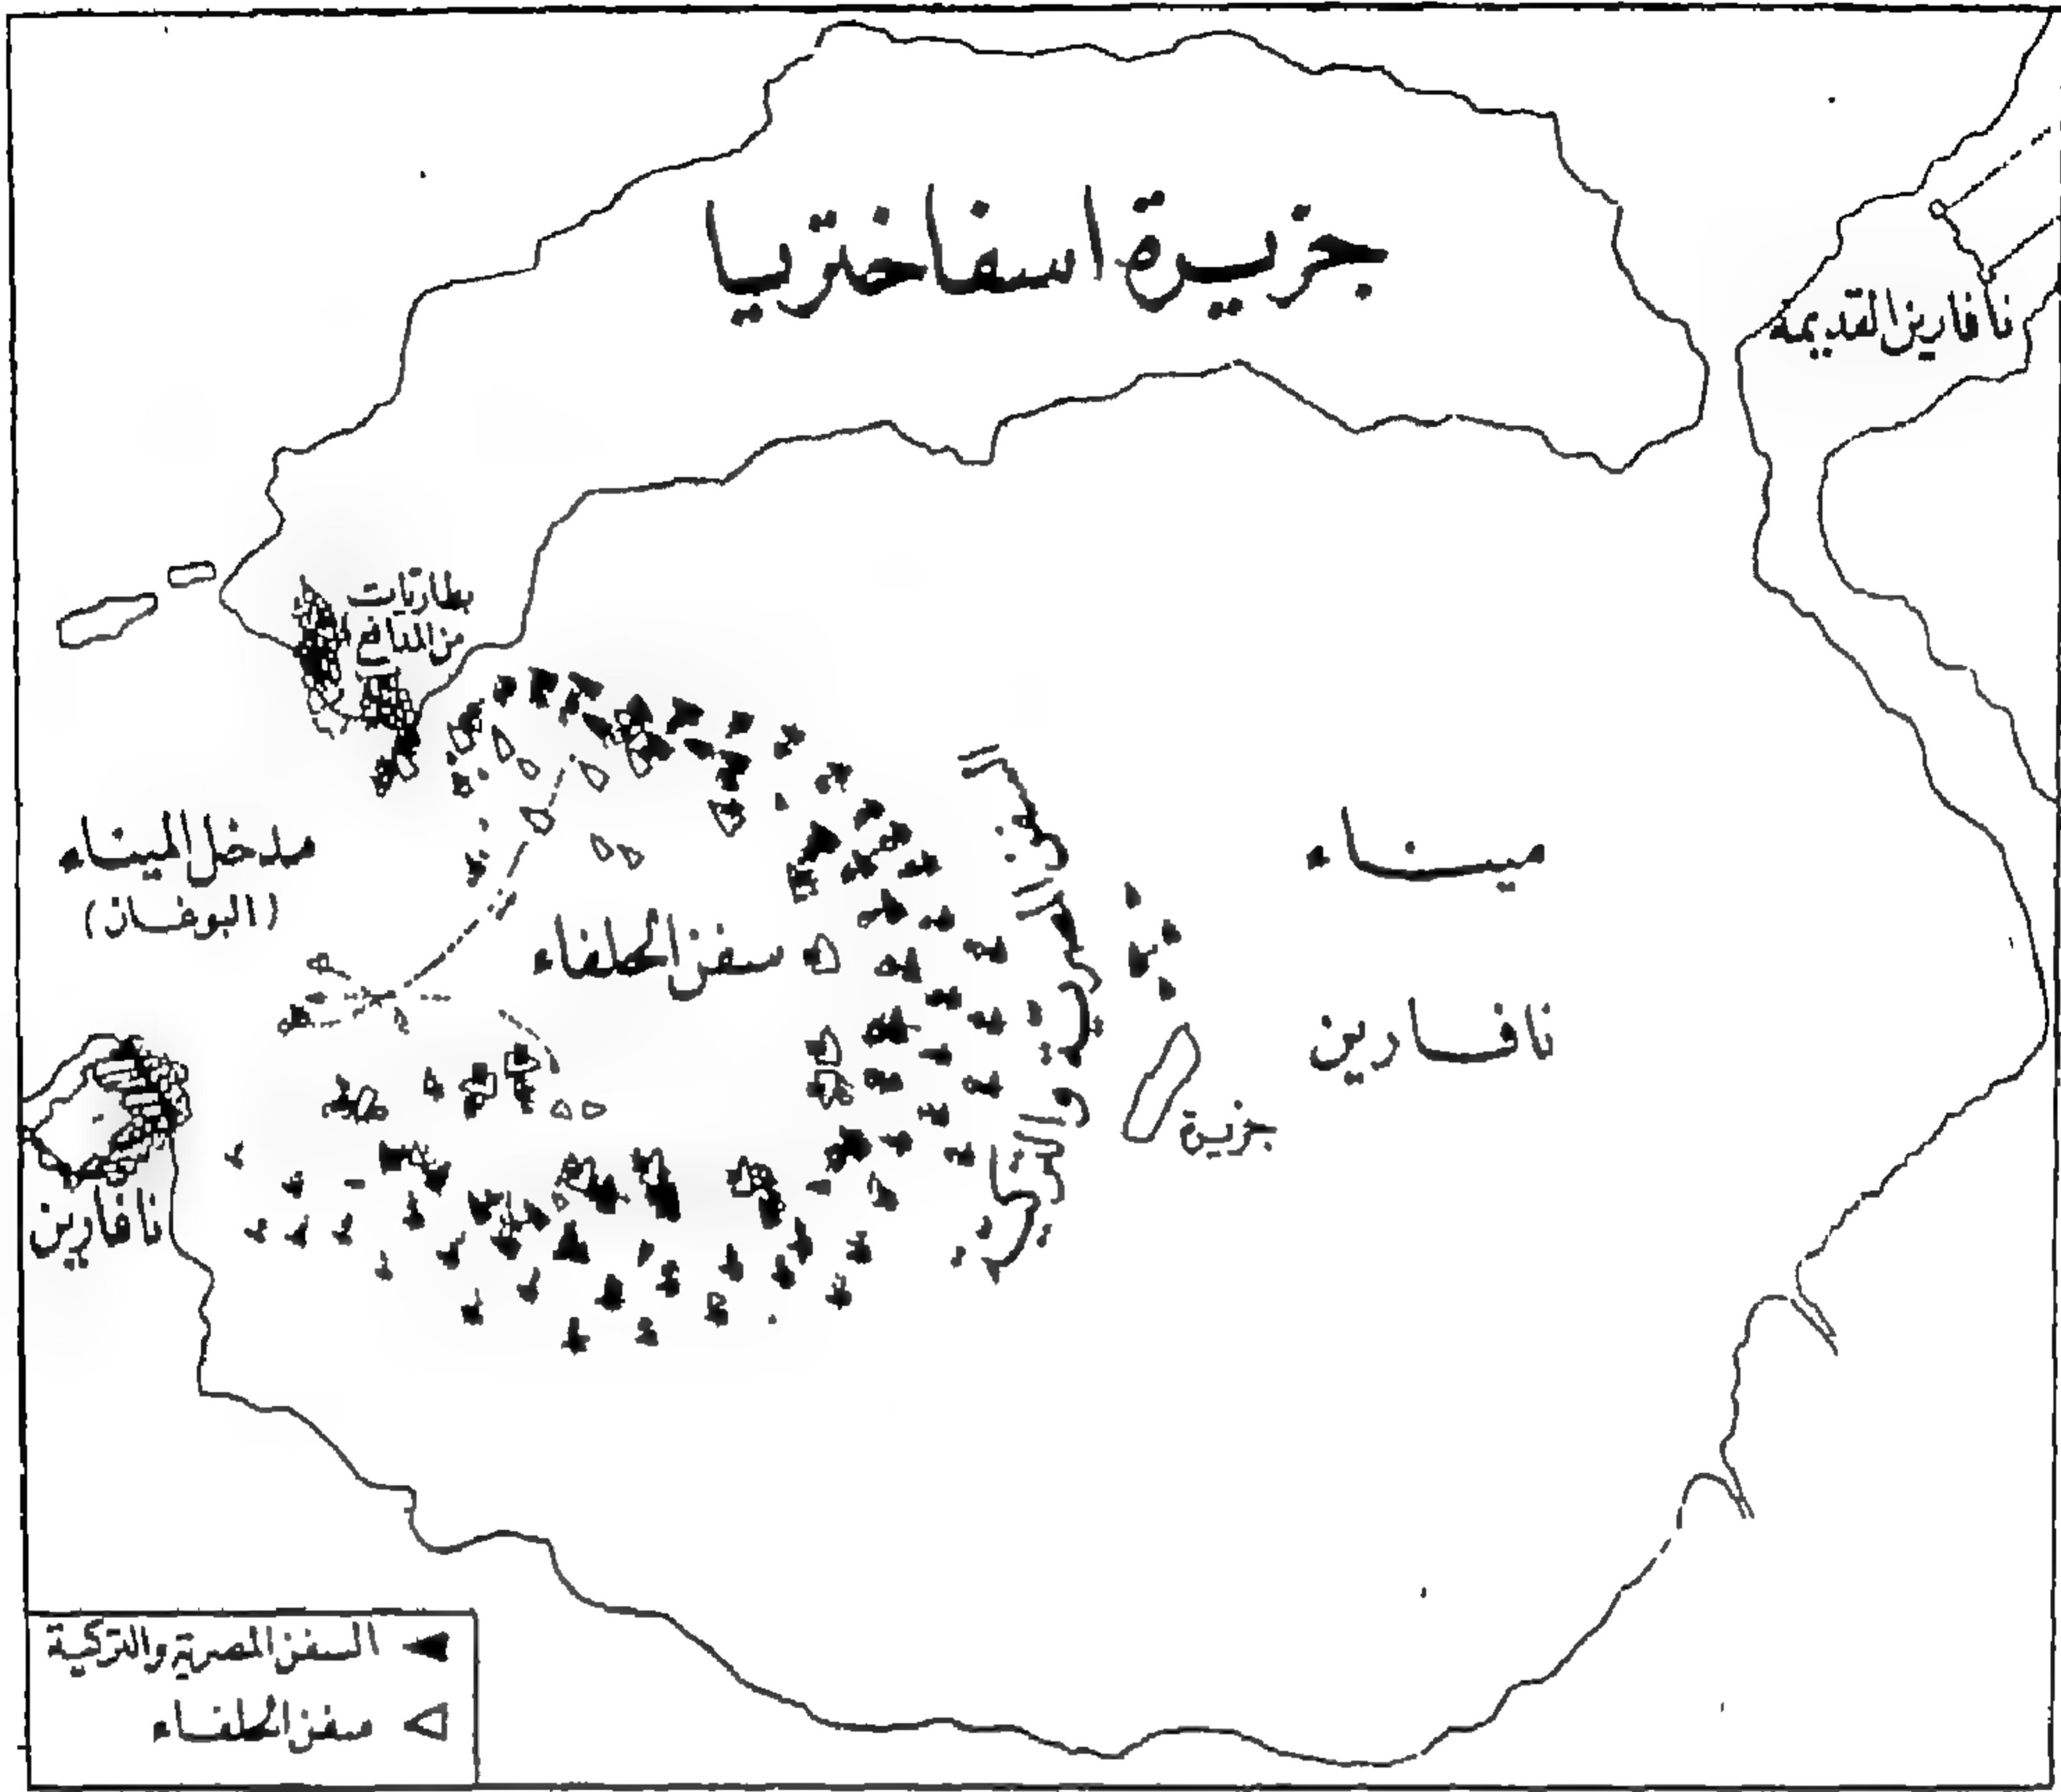 جزيرة اسفاختريا
نافارين القديمة
بطاريات
من المدافع
مدخل الميناء
(البوغاز)
سفن الحلفاء
ميناء
نافارين
جزيرة
نافارين
السفن المصرية والتركية
سفن الحلفاء